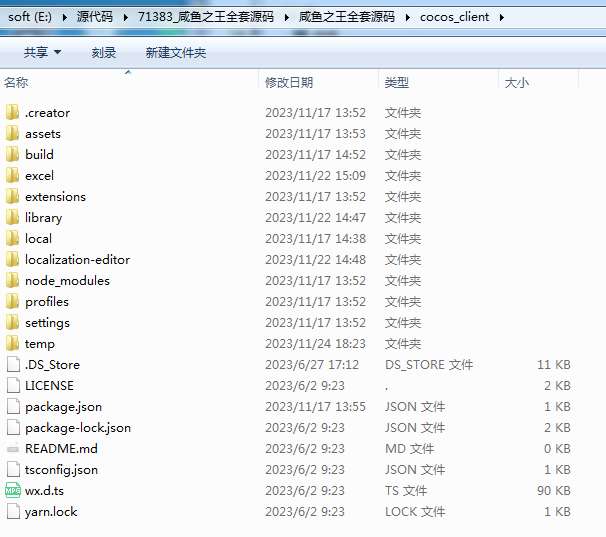 soft (E:) ▸ 源代码 ▸ 71383_咸鱼之王全套源码 ▸ 咸鱼之王全套源码 ▸ cocos_client ▸
共享 刻录 新建文件夹
名称 修改日期 类型 大小
.creator 2023/11/17 13:52 文件夹
assets 2023/11/17 13:53 文件夹
build 2023/11/17 14:52 文件夹
excel 2023/11/22 15:09 文件夹
extensions 2023/11/17 13:52 文件夹
library 2023/11/22 14:47 文件夹
local 2023/11/17 14:38 文件夹
localization-editor 2023/11/22 14:48 文件夹
node_modules 2023/11/17 13:52 文件夹
profiles 2023/11/17 13:52 文件夹
settings 2023/11/17 13:52 文件夹
temp 2023/11/24 18:23 文件夹
.DS_Store 2023/6/27 17:12 DS_STORE 文件 11 KB
LICENSE 2023/6/2 9:23 . 2 KB
package.json 2023/11/17 13:55 JSON 文件 1 KB
package-lock.json 2023/6/2 9:23 JSON 文件 2 KB
README.md 2023/6/2 9:23 MD 文件 0 KB
tsconfig.json 2023/6/2 9:23 JSON 文件 1 KB
wx.d.ts 2023/6/2 9:23 TS 文件 90 KB
yarn.lock 2023/6/2 9:23 LOCK 文件 1 KB